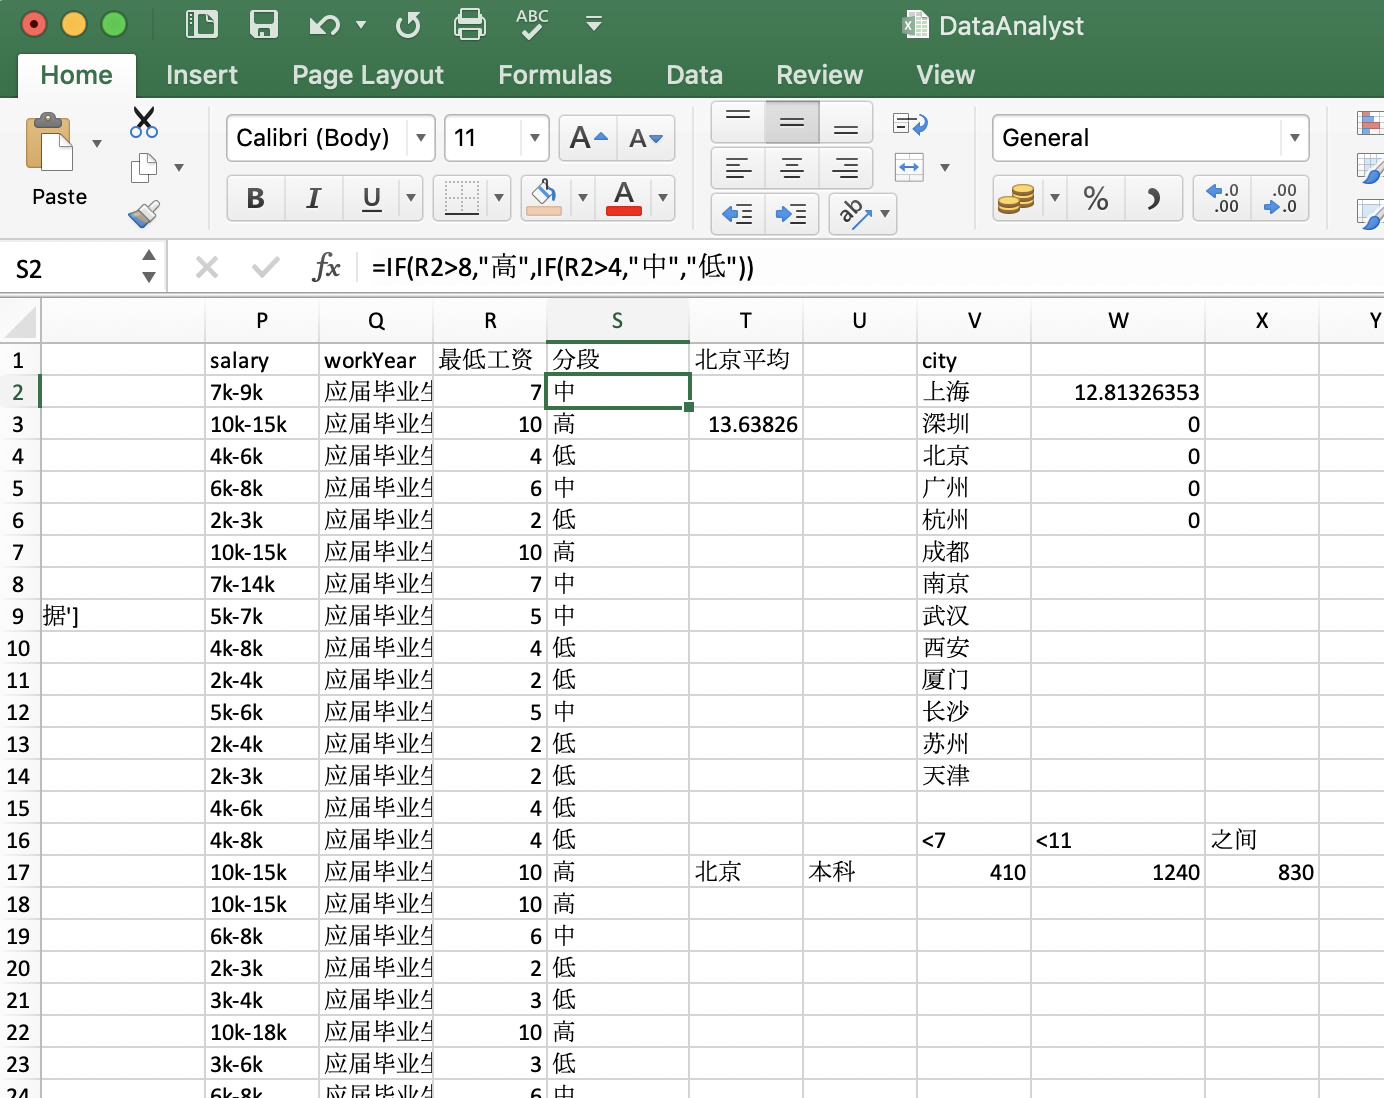 ABC
DataAnalyst
Home Insert Page Layout Formulas Data Review View
Paste
Calibri (Body) 11 A A General
B I U A ab % .0 .00 .00 .0
S2 fx =IF(R2>8,"高",IF(R2>4,"中","低"))
P Q R S T U V W X Y
1 salary workYear 最低工资 分段 北京平均 city
2 7k-9k 应届毕业生 7 中 上海 12.81326353
3 10k-15k 应届毕业生 10 高 13.63826 深圳 0
4 4k-6k 应届毕业生 4 低 北京 0
5 6k-8k 应届毕业生 6 中 广州 0
6 2k-3k 应届毕业生 2 低 杭州 0
7 10k-15k 应届毕业生 10 高 成都
8 7k-14k 应届毕业生 7 中 南京
9 据'] 5k-7k 应届毕业生 5 中 武汉
10 4k-8k 应届毕业生 4 低 西安
11 2k-4k 应届毕业生 2 低 厦门
12 5k-6k 应届毕业生 5 中 长沙
13 2k-4k 应届毕业生 2 低 苏州
14 2k-3k 应届毕业生 2 低 天津
15 4k-6k 应届毕业生 4 低
16 4k-8k 应届毕业生 4 低 <7 <11 之间
17 10k-15k 应届毕业生 10 高 北京 本科 410 1240 830
18 10k-15k 应届毕业生 10 高
19 6k-8k 应届毕业生 6 中
20 2k-3k 应届毕业生 2 低
21 3k-4k 应届毕业生 3 低
22 10k-18k 应届毕业生 10 高
23 3k-6k 应届毕业生 3 低
24 6k-8k 应届毕业生 6 中